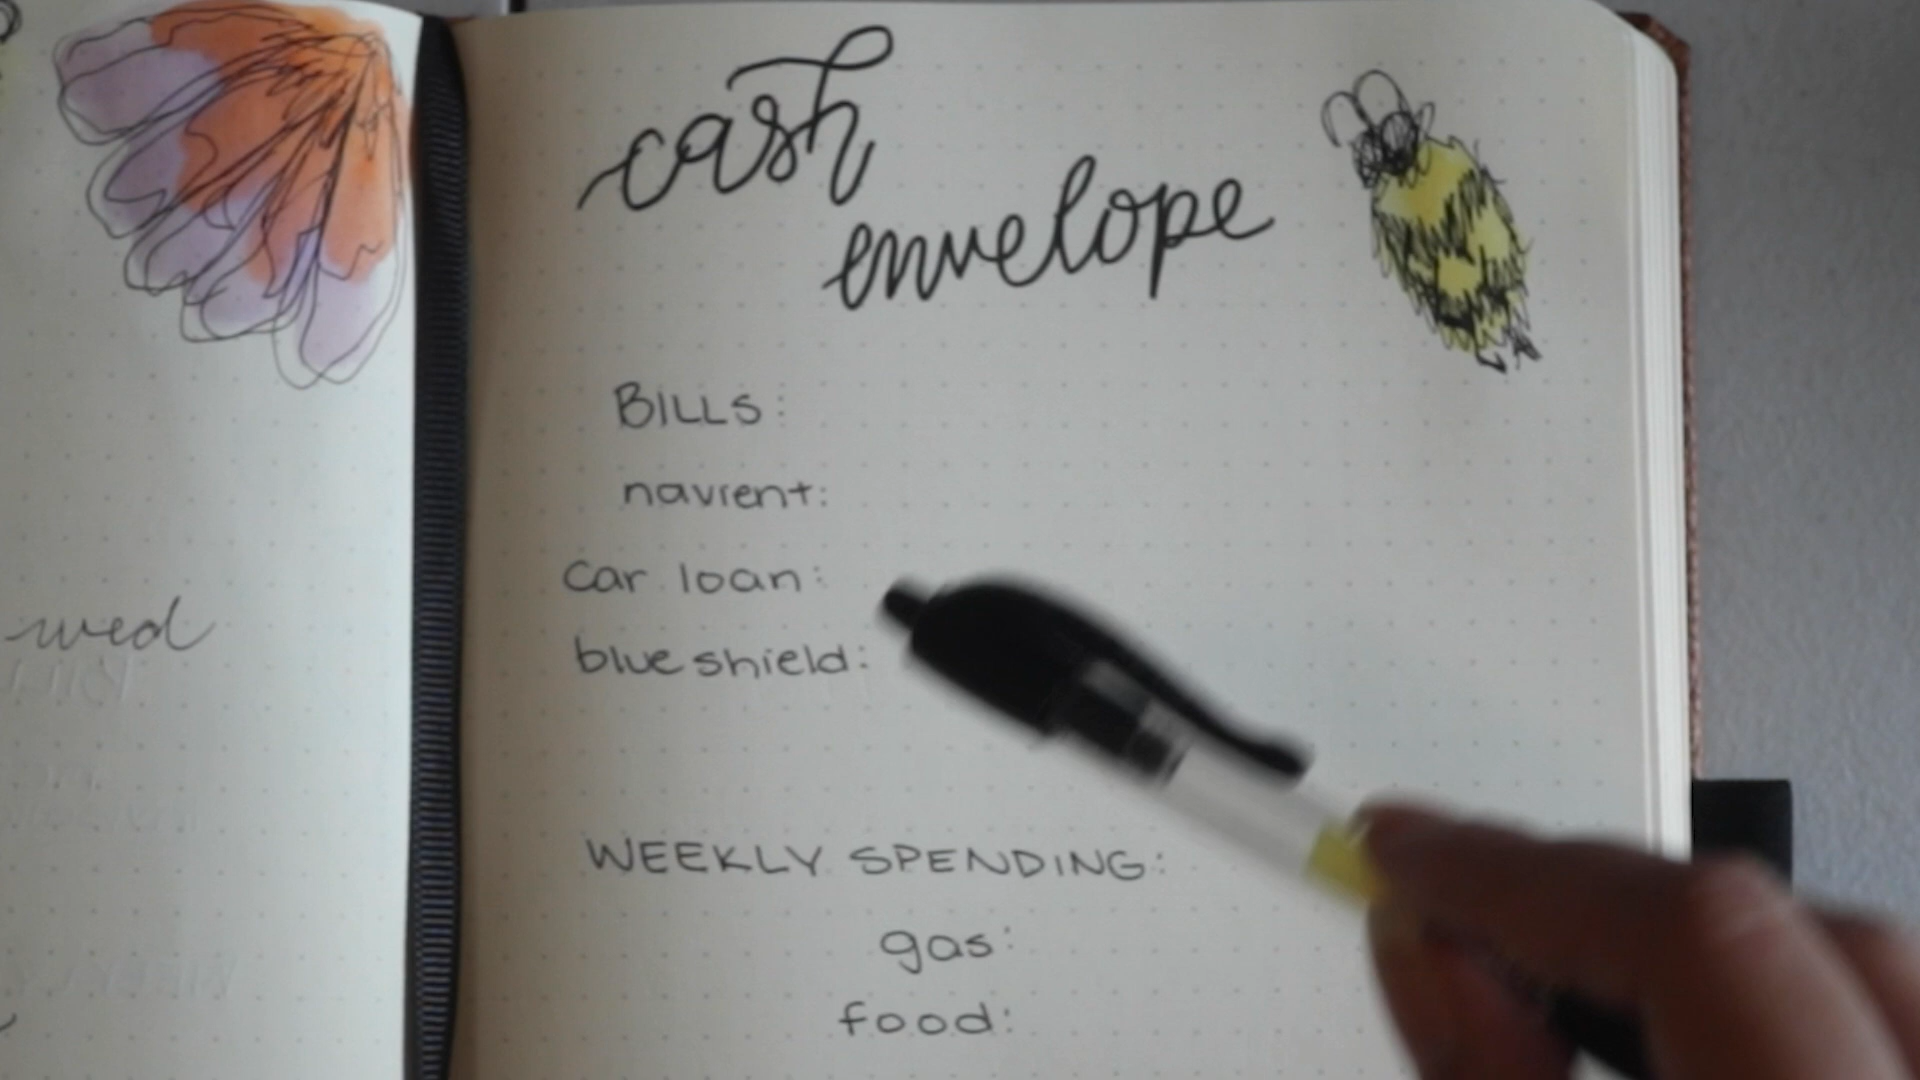 wed
cash
envelope
BILLS:
navient:
car loan:
blue shield:
WEEKLY SPENDING:
gas:
food: